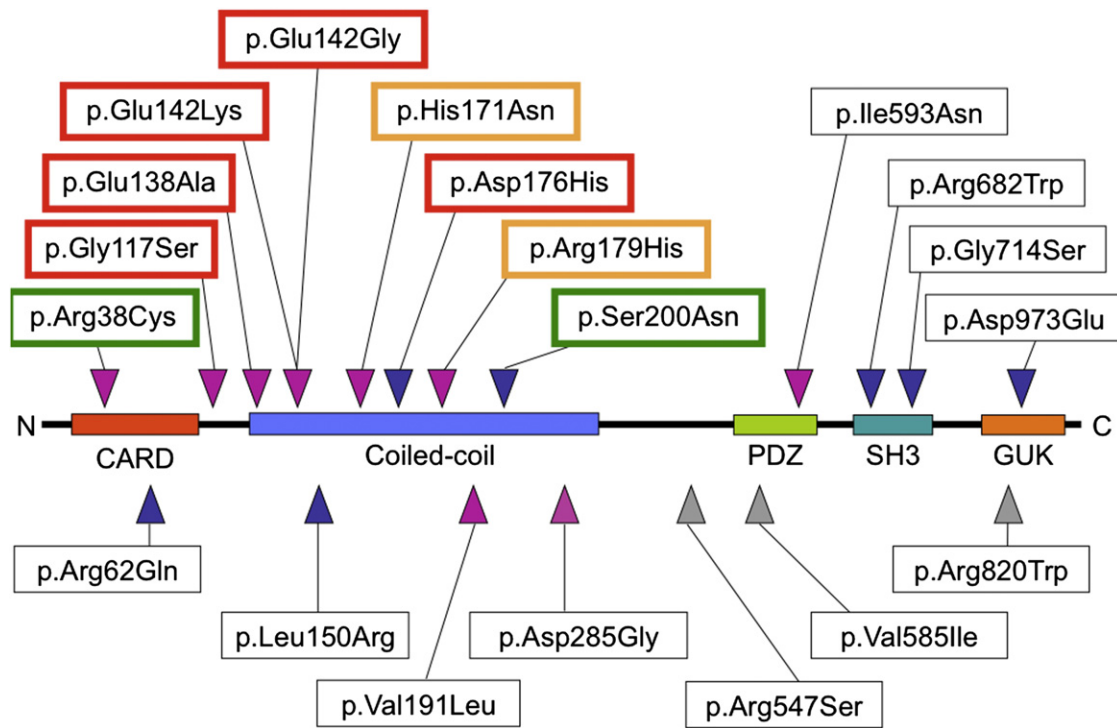 p.Glu142Gly
p.Glu142Lys
p.His171Asn
p.Ile593Asn
p.Glu138Ala
p.Asp176His
p.Arg682Trp
p.Gly117Ser
p.Arg179His
p.Gly714Ser
p.Arg38Cys
p.Ser200Asn
p.Asp973Glu
N
C
CARD
Coiled-coil
PDZ
SH3
GUK
p.Arg62Gln
p.Arg820Trp
p.Leu150Arg
p.Asp285Gly
p.Val585Ile
p.Val191Leu
p.Arg547Ser